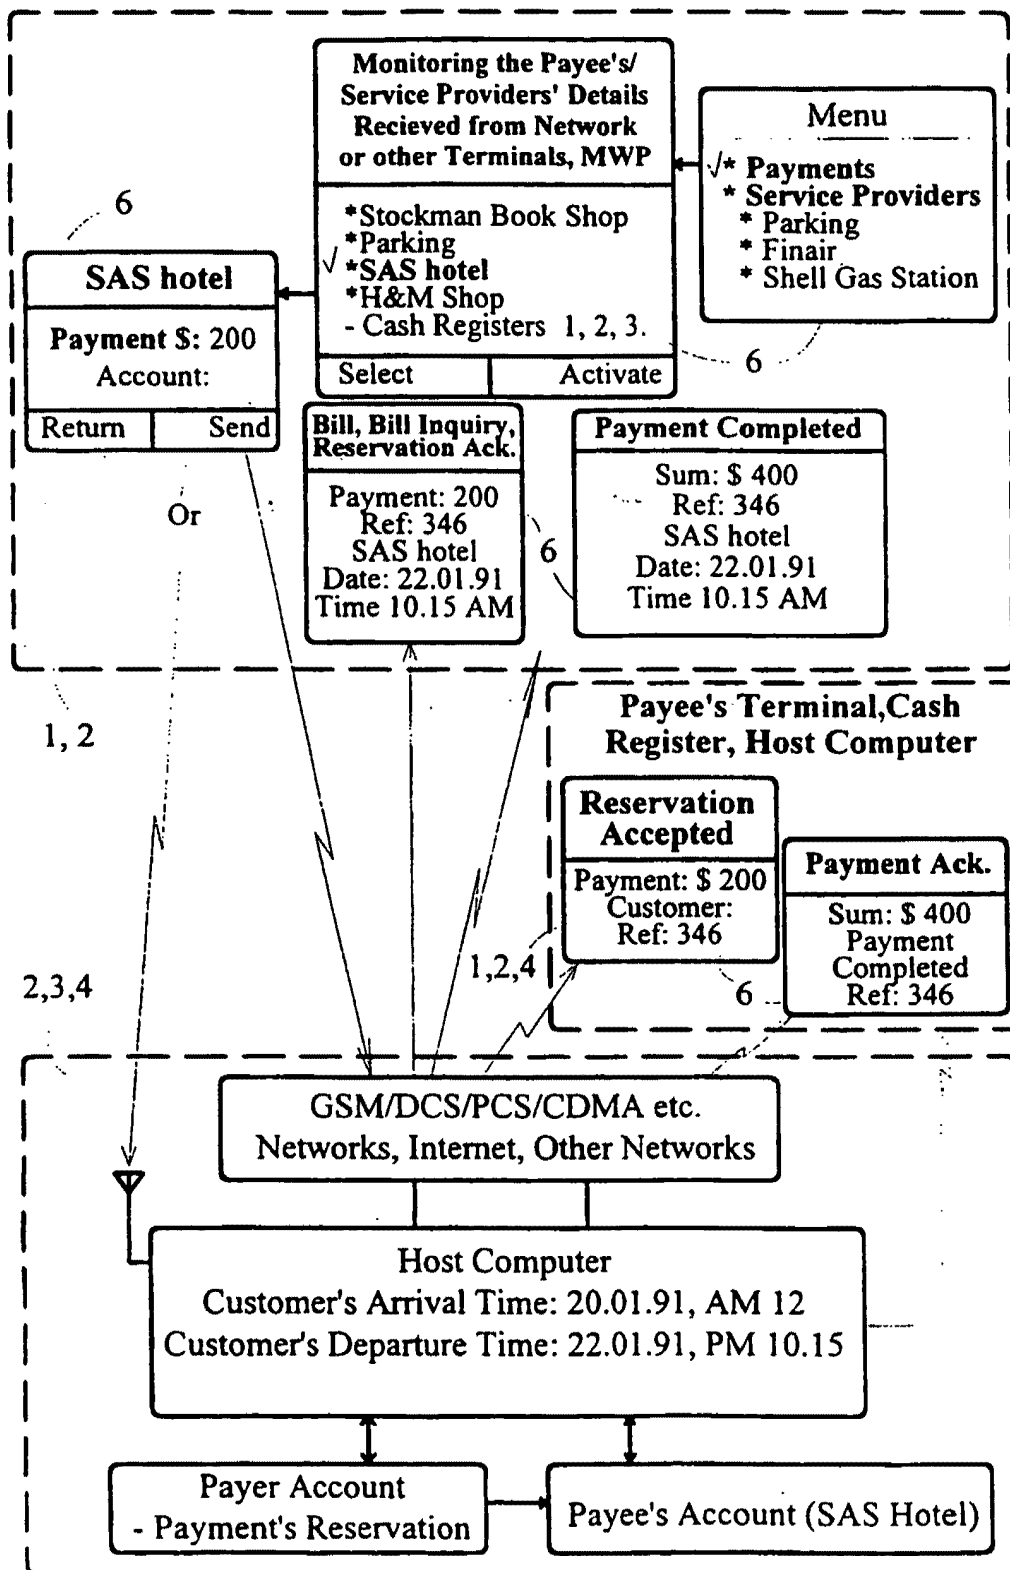 Monitoring the Payee's/
Service Providers' Details
Recieved from Network
or other Terminals, MWP
*Stockman Book Shop
*Parking
√ *SAS hotel
*H&M Shop
- Cash Registers 1, 2, 3.
Select Activate
Menu
√* Payments
* Service Providers
* Parking
* Finair
* Shell Gas Station
6
6
SAS hotel
Payment $: 200
Account:
Return Send
Or
Bill, Bill Inquiry,
Reservation Ack.
Payment: 200
Ref: 346
SAS hotel
Date: 22.01.91
Time 10.15 AM
6
Payment Completed
Sum: $ 400
Ref: 346
SAS hotel
Date: 22.01.91
Time 10.15 AM
1, 2
Payee's Terminal,Cash
Register, Host Computer
Reservation
Accepted
Payment: $ 200
Customer:
Ref: 346
Payment Ack.
Sum: $ 400
Payment
Completed
Ref: 346
1,2,4
6
2,3,4
GSM/DCS/PCS/CDMA etc.
Networks, Internet, Other Networks
Host Computer
Customer's Arrival Time: 20.01.91, AM 12
Customer's Departure Time: 22.01.91, PM 10.15
Payer Account
- Payment's Reservation
Payee's Account (SAS Hotel)